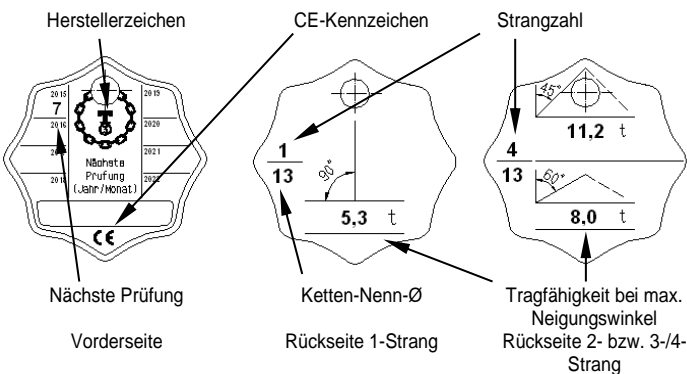 Herstellerzeichen
CE-Kennzeichen
Strangzahl
2015
7
2016
2018
2019
2020
2021
Nächste
Prüfung
(Jahr/Monat)
CE
1
13
90°
5,3 t
4
13
45°
11,2 t
60°
8,0 t
Nächste Prüfung
Ketten-Nenn-Ø
Tragfähigkeit bei max.
Neigungswinkel
Vorderseite
Rückseite 1-Strang
Rückseite 2- bzw. 3-/4-
Strang